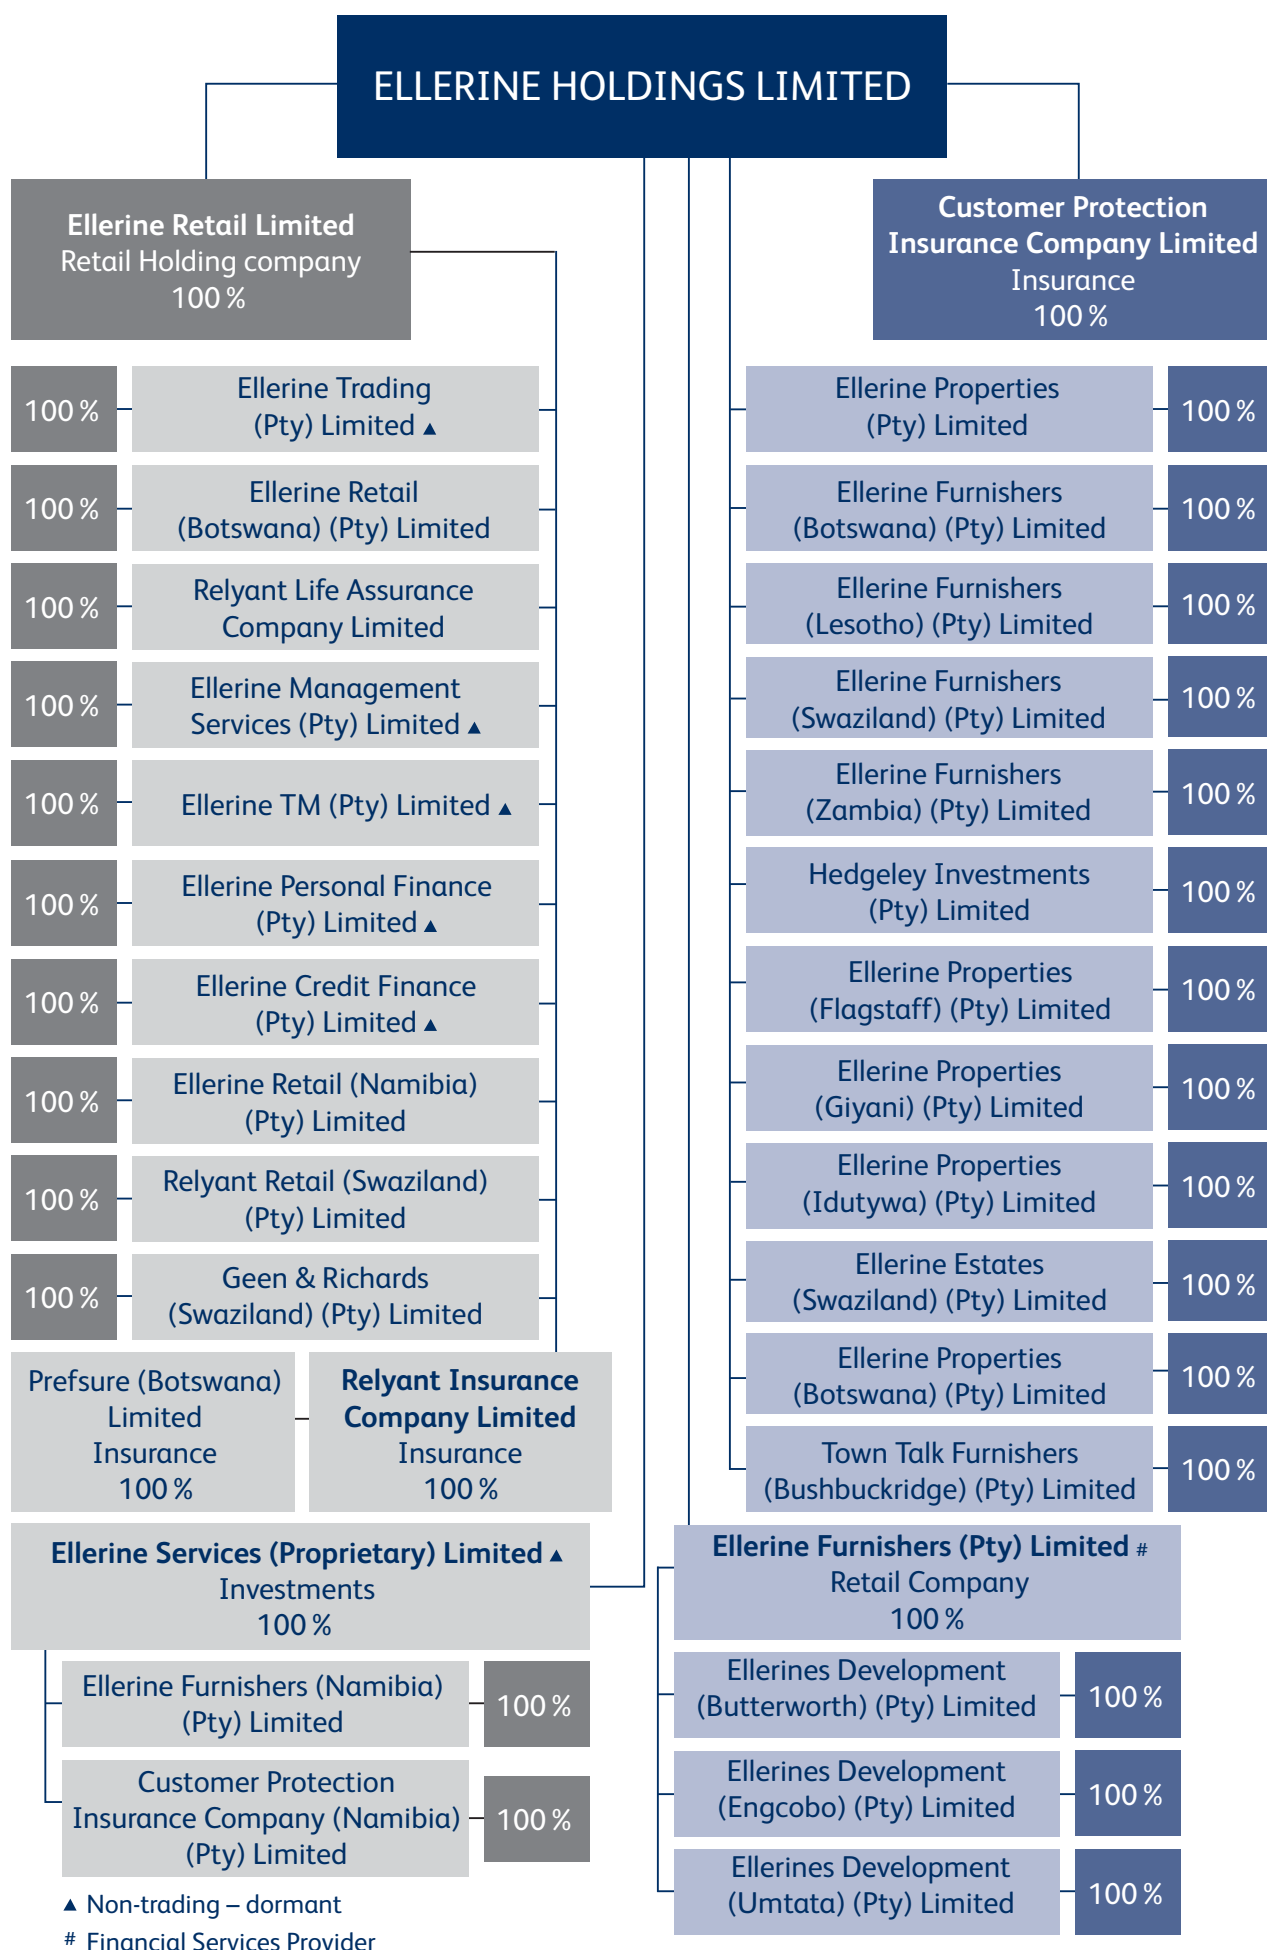 ELLERINE HOLDINGS LIMITED
Ellerine Retail Limited
Retail Holding company
100 %
Customer Protection
Insurance Company Limited
Insurance
100 %
100 %
Ellerine Trading
(Pty) Limited ▲
100 %
Ellerine Retail
(Botswana) (Pty) Limited
100 %
Relyant Life Assurance
Company Limited
100 %
Ellerine Management
Services (Pty) Limited ▲
100 %
Ellerine TM (Pty) Limited ▲
100 %
Ellerine Personal Finance
(Pty) Limited ▲
100 %
Ellerine Credit Finance
(Pty) Limited ▲
100 %
Ellerine Retail (Namibia)
(Pty) Limited
100 %
Relyant Retail (Swaziland)
(Pty) Limited
100 %
Geen & Richards
(Swaziland) (Pty) Limited
Prefsure (Botswana)
Limited
Insurance
100 %
Relyant Insurance
Company Limited
Insurance
100 %
Ellerine Properties
(Pty) Limited
100 %
Ellerine Furnishers
(Botswana) (Pty) Limited
100 %
Ellerine Furnishers
(Lesotho) (Pty) Limited
100 %
Ellerine Furnishers
(Swaziland) (Pty) Limited
100 %
Ellerine Furnishers
(Zambia) (Pty) Limited
100 %
Hedgeley Investments
(Pty) Limited
100 %
Ellerine Properties
(Flagstaff) (Pty) Limited
100 %
Ellerine Properties
(Giyani) (Pty) Limited
100 %
Ellerine Properties
(Idutywa) (Pty) Limited
100 %
Ellerine Estates
(Swaziland) (Pty) Limited
100 %
Ellerine Properties
(Botswana) (Pty) Limited
100 %
Town Talk Furnishers
(Bushbuckridge) (Pty) Limited
100 %
Ellerine Services (Proprietary) Limited ▲
Investments
100 %
Ellerine Furnishers (Namibia)
(Pty) Limited
100 %
Customer Protection
Insurance Company (Namibia)
(Pty) Limited
100 %
Ellerine Furnishers (Pty) Limited #
Retail Company
100 %
Ellerines Development
(Butterworth) (Pty) Limited
100 %
Ellerines Development
(Engcobo) (Pty) Limited
100 %
Ellerines Development
(Umtata) (Pty) Limited
100 %
▲ Non-trading – dormant
# Financial Services Provider